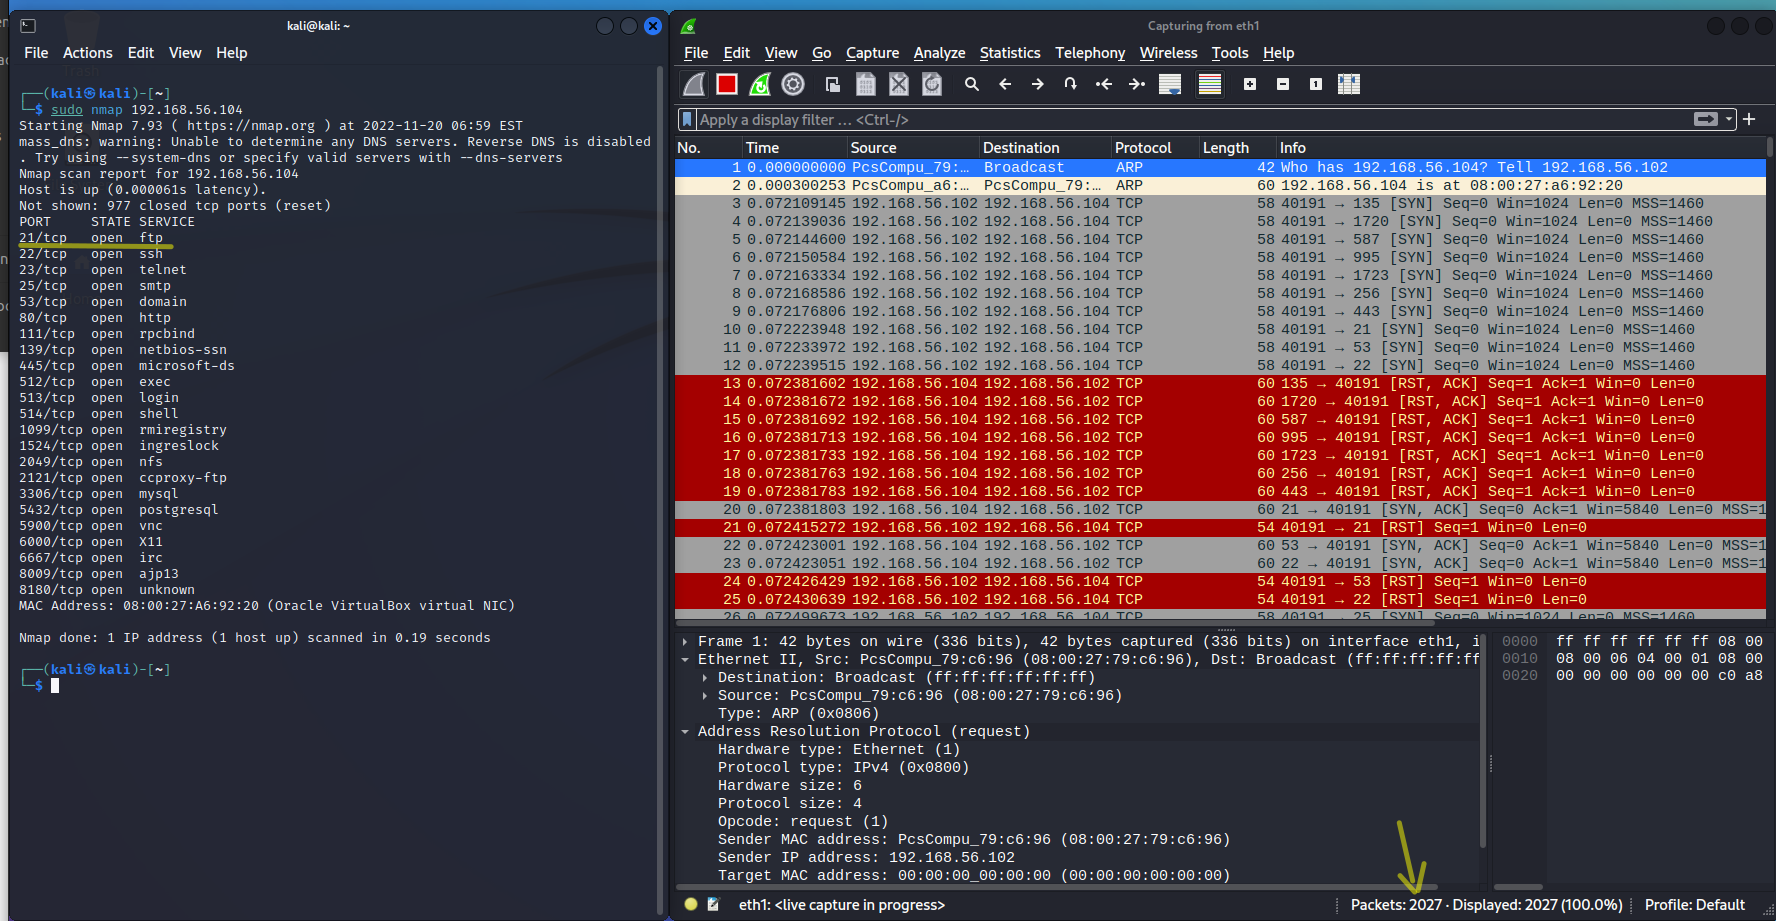 kali@kali: ~
File Actions Edit View Help
┌──(kali㉿kali)-[~]
└─$ sudo nmap 192.168.56.104
Starting Nmap 7.93 ( https://nmap.org ) at 2022-11-20 06:59 EST
mass_dns: warning: Unable to determine any DNS servers. Reverse DNS is disabled
. Try using --system-dns or specify valid servers with --dns-servers
Nmap scan report for 192.168.56.104
Host is up (0.000061s latency).
Not shown: 977 closed tcp ports (reset)
PORT     STATE SERVICE
21/tcp   open  ftp
22/tcp   open  ssh
23/tcp   open  telnet
25/tcp   open  smtp
53/tcp   open  domain
80/tcp   open  http
111/tcp  open  rpcbind
139/tcp  open  netbios-ssn
445/tcp  open  microsoft-ds
512/tcp  open  exec
513/tcp  open  login
514/tcp  open  shell
1099/tcp open  rmiregistry
1524/tcp open  ingreslock
2049/tcp open  nfs
2121/tcp open  ccproxy-ftp
3306/tcp open  mysql
5432/tcp open  postgresql
5900/tcp open  vnc
6000/tcp open  X11
6667/tcp open  irc
8009/tcp open  ajp13
8180/tcp open  unknown
MAC Address: 08:00:27:A6:92:20 (Oracle VirtualBox virtual NIC)
Nmap done: 1 IP address (1 host up) scanned in 0.19 seconds
┌──(kali㉿kali)-[~]
└─$
Capturing from eth1
File Edit View Go Capture Analyze Statistics Telephony Wireless Tools Help
Apply a display filter ... <Ctrl-/>
No. Time Source Destination Protocol Length Info
1 0.000000000 PcsCompu_79:… Broadcast ARP 42 Who has 192.168.56.104? Tell 192.168.56.102
2 0.000300253 PcsCompu_a6:… PcsCompu_79:… ARP 60 192.168.56.104 is at 08:00:27:a6:92:20
3 0.072109145 192.168.56.102 192.168.56.104 TCP 58 40191 → 135 [SYN] Seq=0 Win=1024 Len=0 MSS=1460
4 0.072139036 192.168.56.102 192.168.56.104 TCP 58 40191 → 1720 [SYN] Seq=0 Win=1024 Len=0 MSS=1460
5 0.072144600 192.168.56.102 192.168.56.104 TCP 58 40191 → 587 [SYN] Seq=0 Win=1024 Len=0 MSS=1460
6 0.072150584 192.168.56.102 192.168.56.104 TCP 58 40191 → 995 [SYN] Seq=0 Win=1024 Len=0 MSS=1460
7 0.072163334 192.168.56.102 192.168.56.104 TCP 58 40191 → 1723 [SYN] Seq=0 Win=1024 Len=0 MSS=1460
8 0.072168586 192.168.56.102 192.168.56.104 TCP 58 40191 → 256 [SYN] Seq=0 Win=1024 Len=0 MSS=1460
9 0.072176806 192.168.56.102 192.168.56.104 TCP 58 40191 → 443 [SYN] Seq=0 Win=1024 Len=0 MSS=1460
10 0.072223948 192.168.56.102 192.168.56.104 TCP 58 40191 → 21 [SYN] Seq=0 Win=1024 Len=0 MSS=1460
11 0.072233972 192.168.56.102 192.168.56.104 TCP 58 40191 → 53 [SYN] Seq=0 Win=1024 Len=0 MSS=1460
12 0.072239515 192.168.56.102 192.168.56.104 TCP 58 40191 → 22 [SYN] Seq=0 Win=1024 Len=0 MSS=1460
13 0.072381602 192.168.56.104 192.168.56.102 TCP 60 135 → 40191 [RST, ACK] Seq=1 Ack=1 Win=0 Len=0
14 0.072381672 192.168.56.104 192.168.56.102 TCP 60 1720 → 40191 [RST, ACK] Seq=1 Ack=1 Win=0 Len=0
15 0.072381692 192.168.56.104 192.168.56.102 TCP 60 587 → 40191 [RST, ACK] Seq=1 Ack=1 Win=0 Len=0
16 0.072381713 192.168.56.104 192.168.56.102 TCP 60 995 → 40191 [RST, ACK] Seq=1 Ack=1 Win=0 Len=0
17 0.072381733 192.168.56.104 192.168.56.102 TCP 60 1723 → 40191 [RST, ACK] Seq=1 Ack=1 Win=0 Len=0
18 0.072381763 192.168.56.104 192.168.56.102 TCP 60 256 → 40191 [RST, ACK] Seq=1 Ack=1 Win=0 Len=0
19 0.072381783 192.168.56.104 192.168.56.102 TCP 60 443 → 40191 [RST, ACK] Seq=1 Ack=1 Win=0 Len=0
20 0.072381803 192.168.56.104 192.168.56.102 TCP 60 21 → 40191 [SYN, ACK] Seq=0 Ack=1 Win=5840 Len=0 MSS=1
21 0.072415272 192.168.56.102 192.168.56.104 TCP 54 40191 → 21 [RST] Seq=1 Win=0 Len=0
22 0.072423001 192.168.56.104 192.168.56.102 TCP 60 53 → 40191 [SYN, ACK] Seq=0 Ack=1 Win=5840 Len=0 MSS=1
23 0.072423051 192.168.56.104 192.168.56.102 TCP 60 22 → 40191 [SYN, ACK] Seq=0 Ack=1 Win=5840 Len=0 MSS=1
24 0.072426429 192.168.56.102 192.168.56.104 TCP 54 40191 → 53 [RST] Seq=1 Win=0 Len=0
25 0.072430639 192.168.56.102 192.168.56.104 TCP 54 40191 → 22 [RST] Seq=1 Win=0 Len=0
26 0.072499673 192.168.56.102 192.168.56.104 TCP 58 40191 → 25 [SYN] Seq=0 Win=1024 Len=0 MSS=1460
Frame 1: 42 bytes on wire (336 bits), 42 bytes captured (336 bits) on interface eth1, i
Ethernet II, Src: PcsCompu_79:c6:96 (08:00:27:79:c6:96), Dst: Broadcast (ff:ff:ff:ff:ff
Destination: Broadcast (ff:ff:ff:ff:ff:ff)
Source: PcsCompu_79:c6:96 (08:00:27:79:c6:96)
Type: ARP (0x0806)
Address Resolution Protocol (request)
Hardware type: Ethernet (1)
Protocol type: IPv4 (0x0800)
Hardware size: 6
Protocol size: 4
Opcode: request (1)
Sender MAC address: PcsCompu_79:c6:96 (08:00:27:79:c6:96)
Sender IP address: 192.168.56.102
Target MAC address: 00:00:00_00:00:00 (00:00:00:00:00:00)
0000 ff ff ff ff ff ff 08 00
0010 08 00 06 04 00 01 08 00
0020 00 00 00 00 00 00 c0 a8
eth1: <live capture in progress>
Packets: 2027 · Displayed: 2027 (100.0%)
Profile: Default